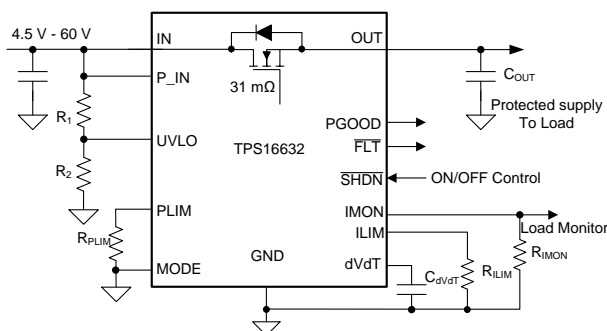 4.5 V - 60 V
IN
OUT
P_IN
31 mΩ
COUT
R1
PGOOD
Protected supply
To Load
UVLO
TPS16632
FLT
R2
SHDN
ON/OFF Control
PLIM
IMON
Load Monitor
RPLIM
ILIM
RIMON
GND
RILIM
MODE
dVdT
CdVdT